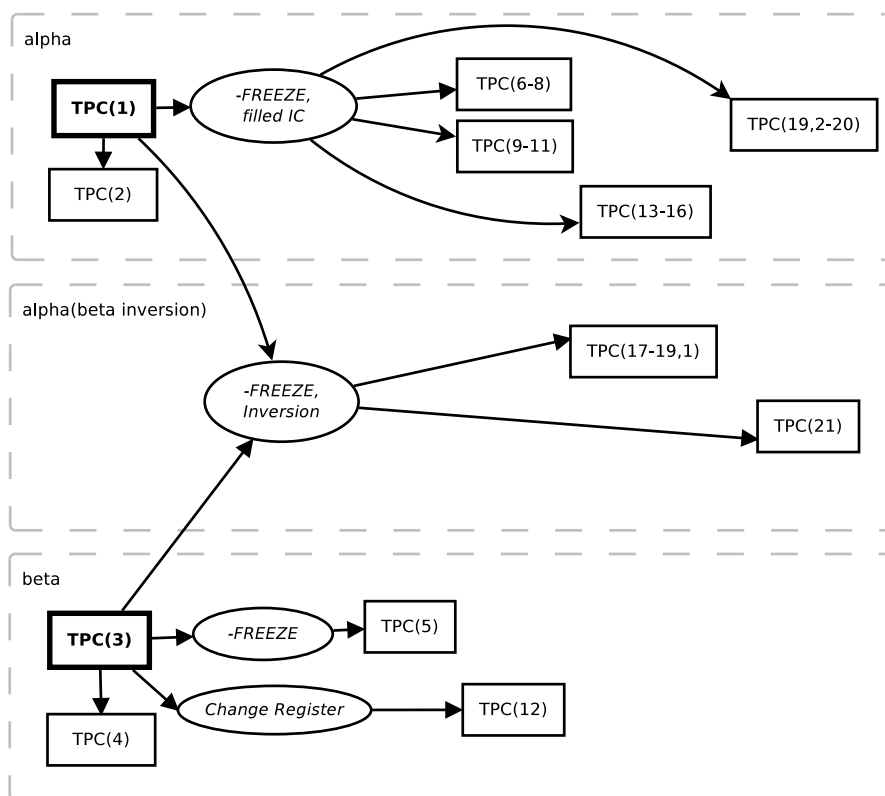 alpha
TPC(1)
-FREEZE,
filled IC
TPC(6-8)
TPC(9-11)
TPC(19,2-20)
TPC(2)
TPC(13-16)
alpha(beta inversion)
TPC(17-19,1)
-FREEZE,
Inversion
TPC(21)
beta
TPC(3)
-FREEZE
TPC(5)
Change Register
TPC(12)
TPC(4)